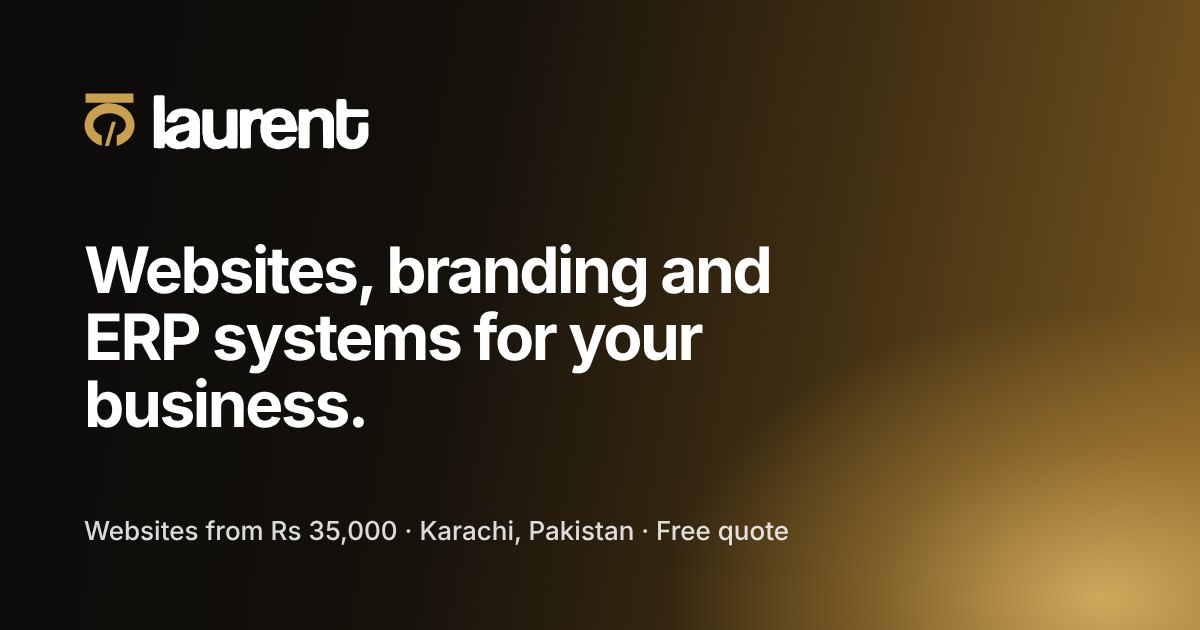 laurent
Websites, branding and
ERP systems for your
business.
Websites from Rs 35,000 · Karachi, Pakistan · Free quote